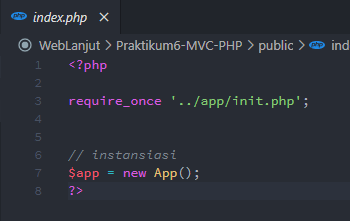 index.php ×
WebLanjut > Praktikum6-MVC-PHP > public > ind
1 <?php
2
3 require_once '../app/init.php';
4
5
6 // instansiasi
7 $app = new App();
8 ?>